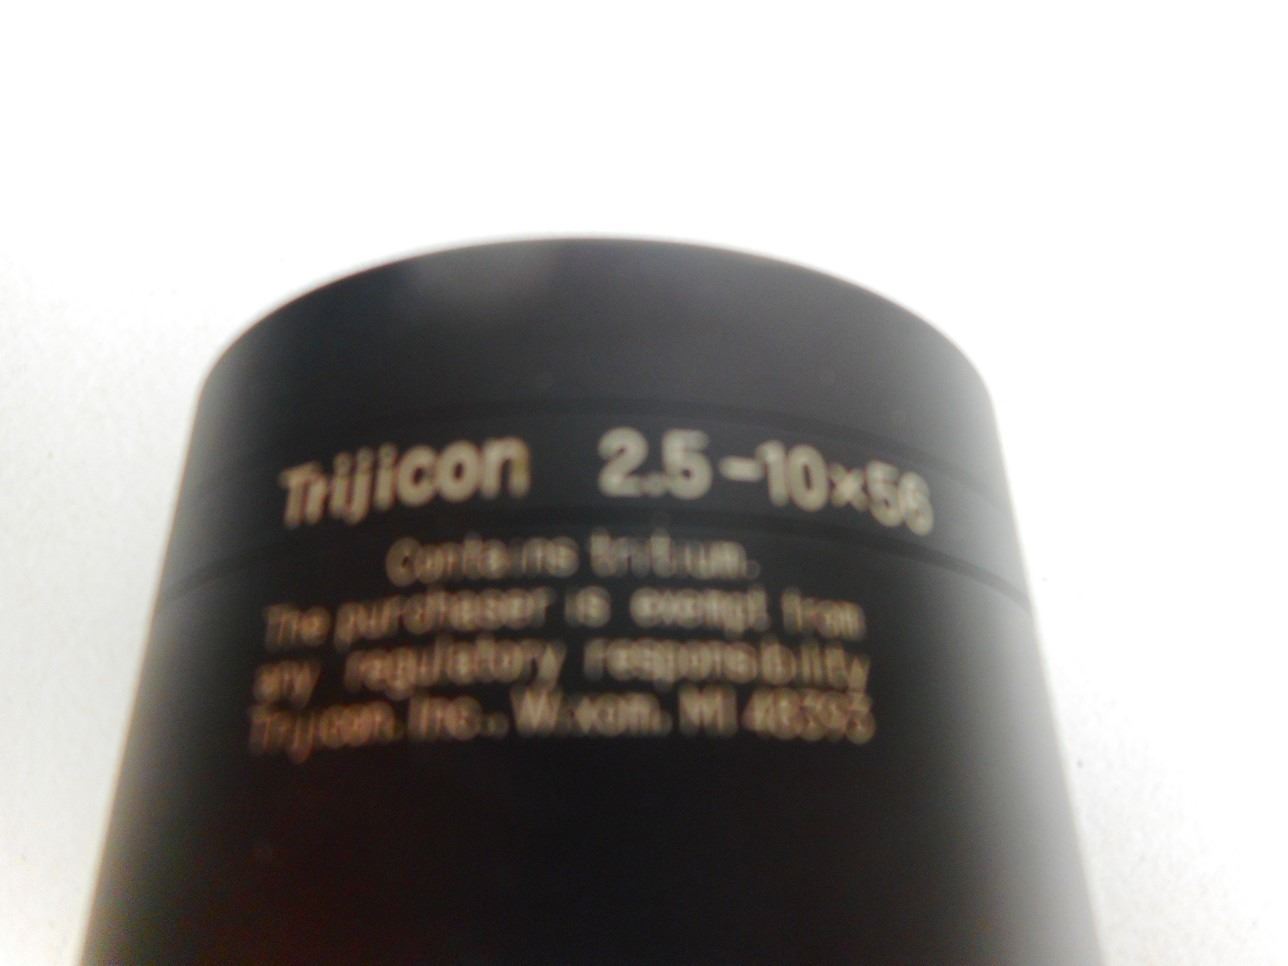 Trijicon 2.5-10x56
Contains tritium.
The purchaser is exempt from
any regulatory responsibility
Trijicon, Inc., Wixom, MI 48393